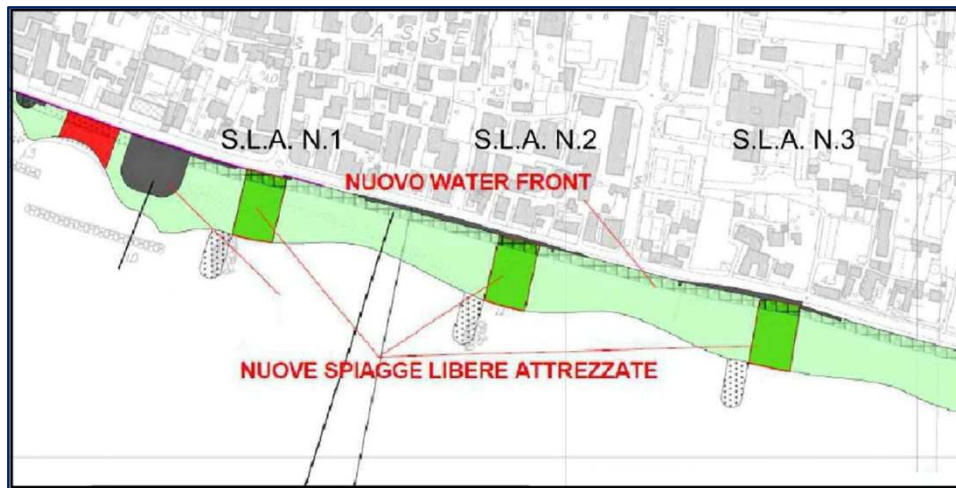 S.L.A. N.1
S.L.A. N.2
S.L.A. N.3
NUOVO WATER FRONT
NUOVE SPIAGGE LIBERE ATTREZZATE